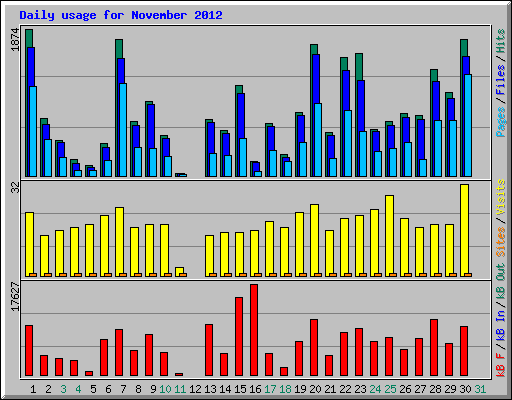 Daily usage for November 2012
1874
Pages / Files / Hits
32
Sites / Visits
17627
kB F / kB In / kB Out
1 2 3 4 5 6 7 8 9 10 11 12 13 14 15 16 17 18 19 20 21 22 23 24 25 26 27 28 29 30 31